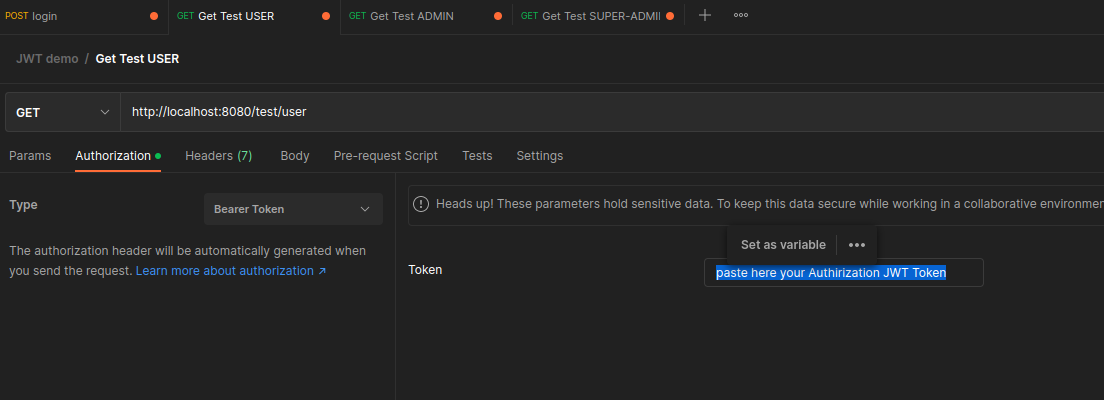 POST login GET Get Test USER GET Get Test ADMIN GET Get Test SUPER-ADMI
JWT demo / Get Test USER
GET http://localhost:8080/test/user
Params Authorization Headers (7) Body Pre-request Script Tests Settings
Type Bearer Token
Heads up! These parameters hold sensitive data. To keep this data secure while working in a collaborative environmen
The authorization header will be automatically generated when
you send the request. Learn more about authorization ↗
Set as variable
Token paste here your Authirization JWT Token